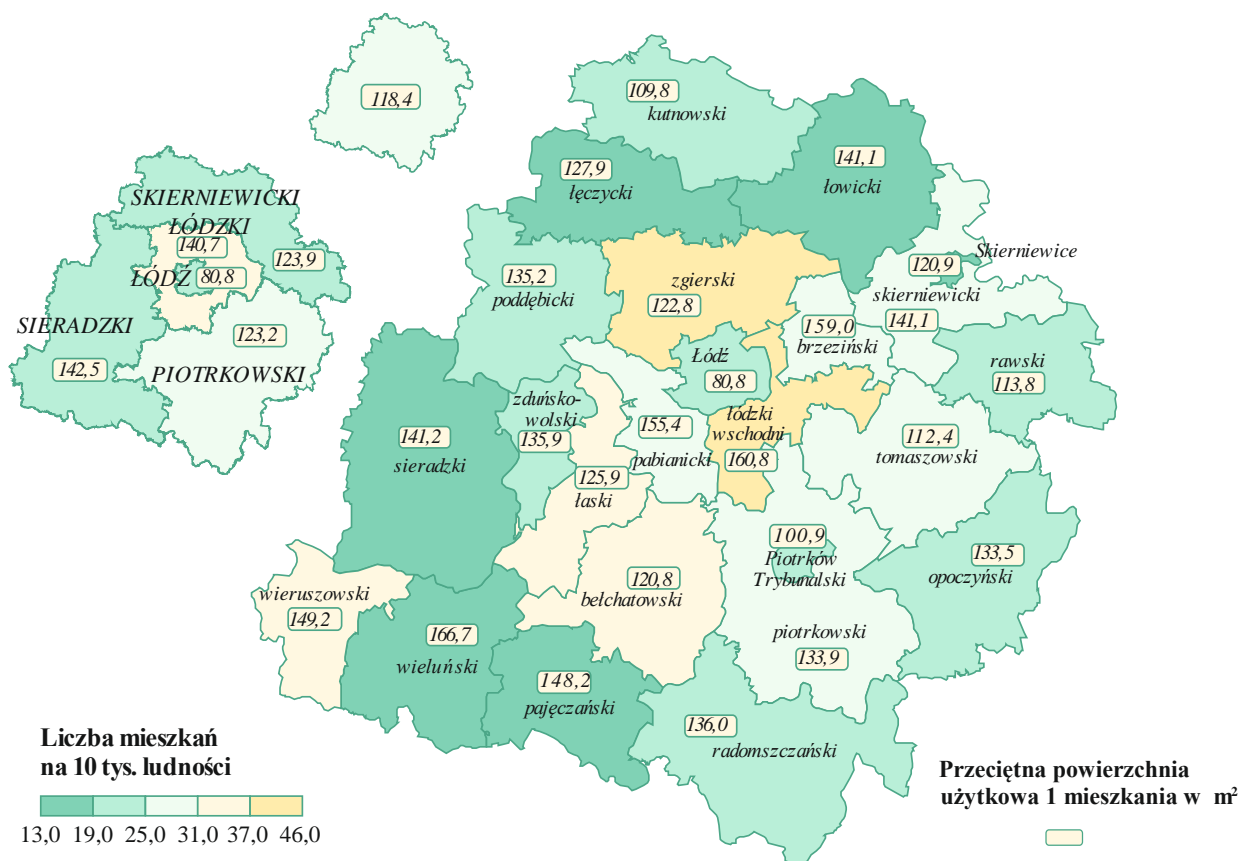 118,4
SKIERNIEWICKI
ŁÓDZKI
140,7
ŁÓDŹ
80,8
123,9
SIERADZKI
123,2
142,5
PIOTRKOWSKI
109,8
kutnowski
127,9
łęczycki
141,1
łowicki
Skierniewice
120,9
skierniewicki
141,1
135,2
poddębicki
zgierski
122,8
159,0
brzeziński
rawski
113,8
Łódź
80,8
zduńsko-
wolski
135,9
łódzki
wschodni
160,8
155,4
pabianicki
112,4
tomaszowski
141,2
sieradzki
125,9
łaski
100,9
Piotrków
Trybunalski
133,5
opoczyński
wieruszowski
149,2
120,8
bełchatowski
166,7
wieluński
piotrkowski
133,9
148,2
pajęczański
136,0
radomszczański
Liczba mieszkań
na 10 tys. ludności
13,0 19,0 25,0 31,0 37,0 46,0
Przeciętna powierzchnia
użytkowa 1 mieszkania w m²